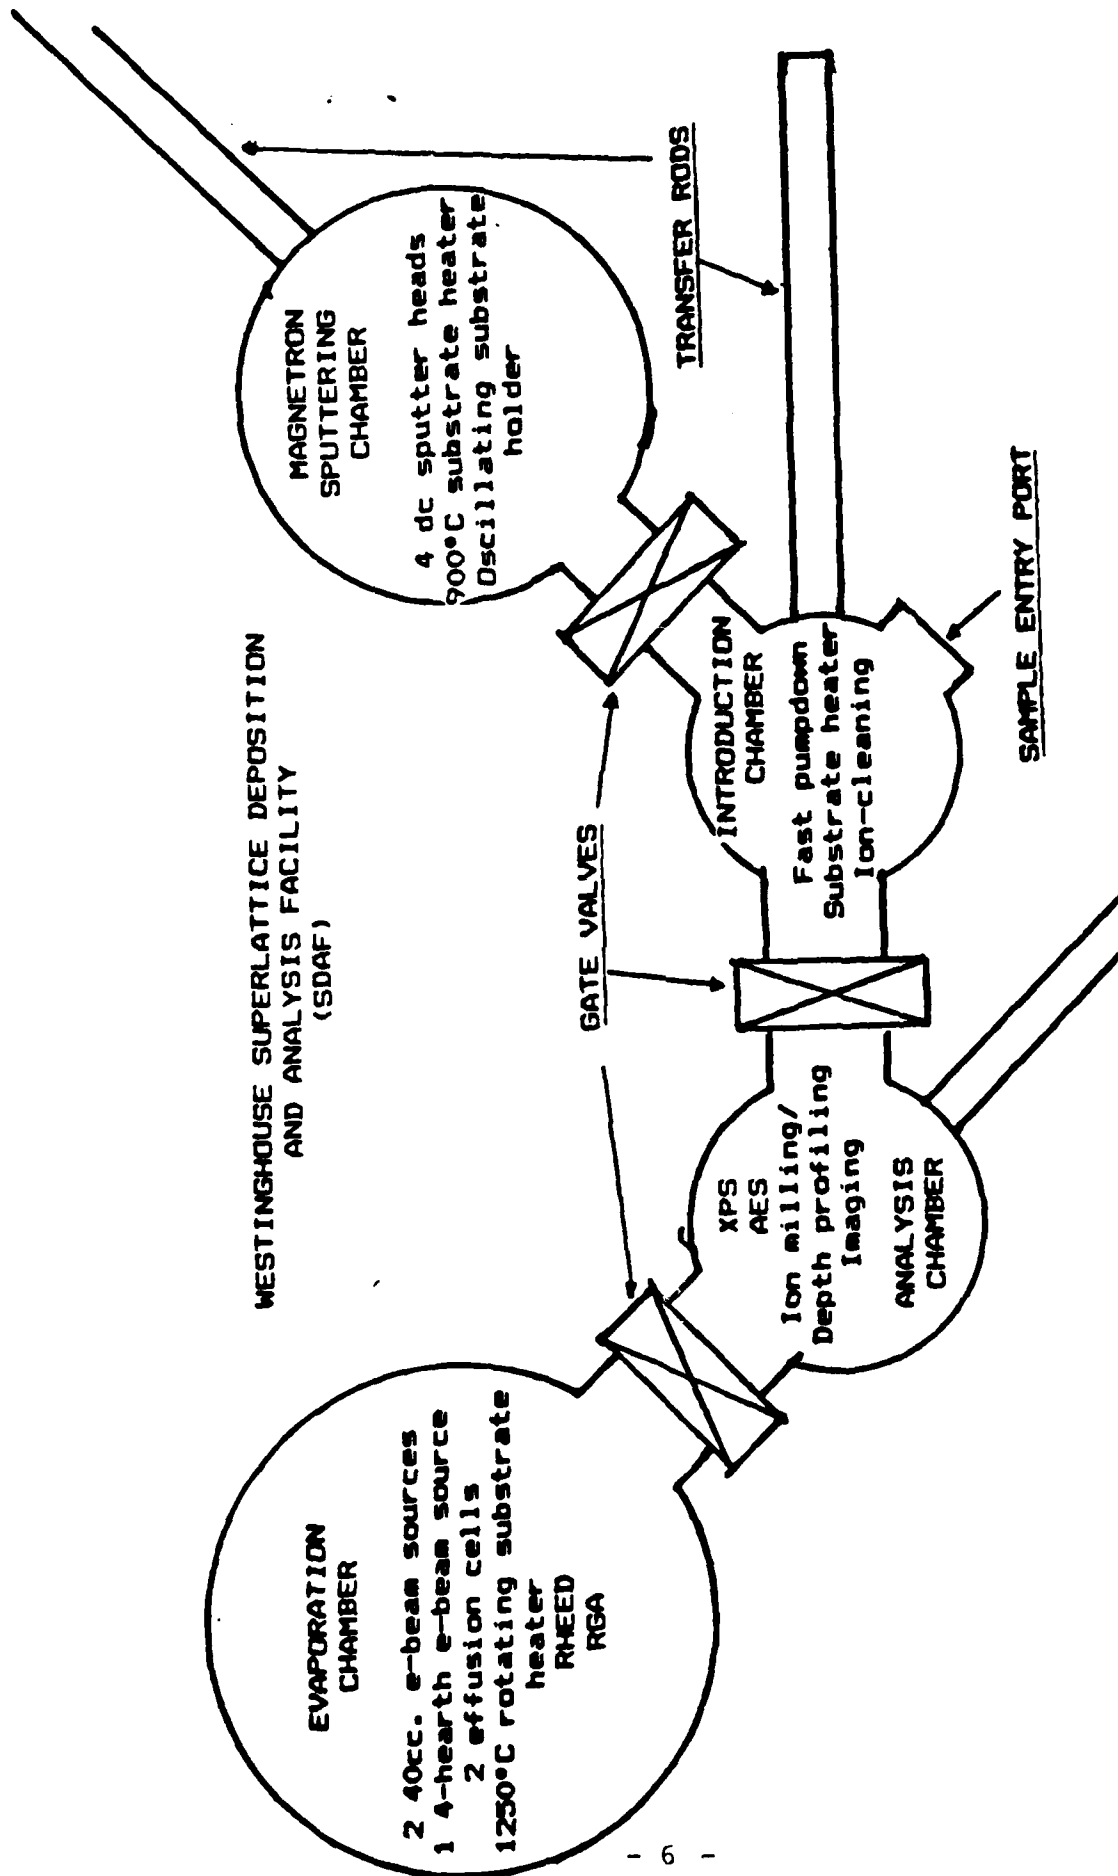 WESTINGHOUSE SUPERLATTICE DEPOSITION
AND ANALYSIS FACILITY
(SDAF)
EVAPORATION
CHAMBER
2 40cc. e-beam sources
1 4-hearth e-beam source
2 effusion cells
1250°C rotating substrate
heater
RHEED
RGA
GATE VALVES
MAGNETRON
SPUTTERING
CHAMBER
4 dc sputter heads
900°C substrate heater
Oscillating substrate
holder
XPS
AES
Ion milling/
Depth profiling
Imaging
ANALYSIS
CHAMBER
INTRODUCTION
CHAMBER
Fast pumpdown
Substrate heater
Ion-cleaning
TRANSFER RODS
SAMPLE ENTRY PORT
- 6 -